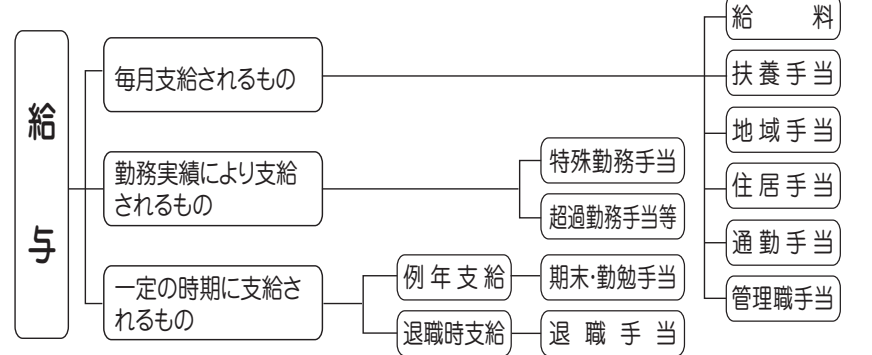 給与
毎月支給されるもの
給料
扶養手当
地域手当
住居手当
通勤手当
管理職手当
勤務実績により支給
されるもの
特殊勤務手当
超過勤務手当等
一定の時期に支給さ
れるもの
例年支給
期末・勤勉手当
退職時支給
退職手当